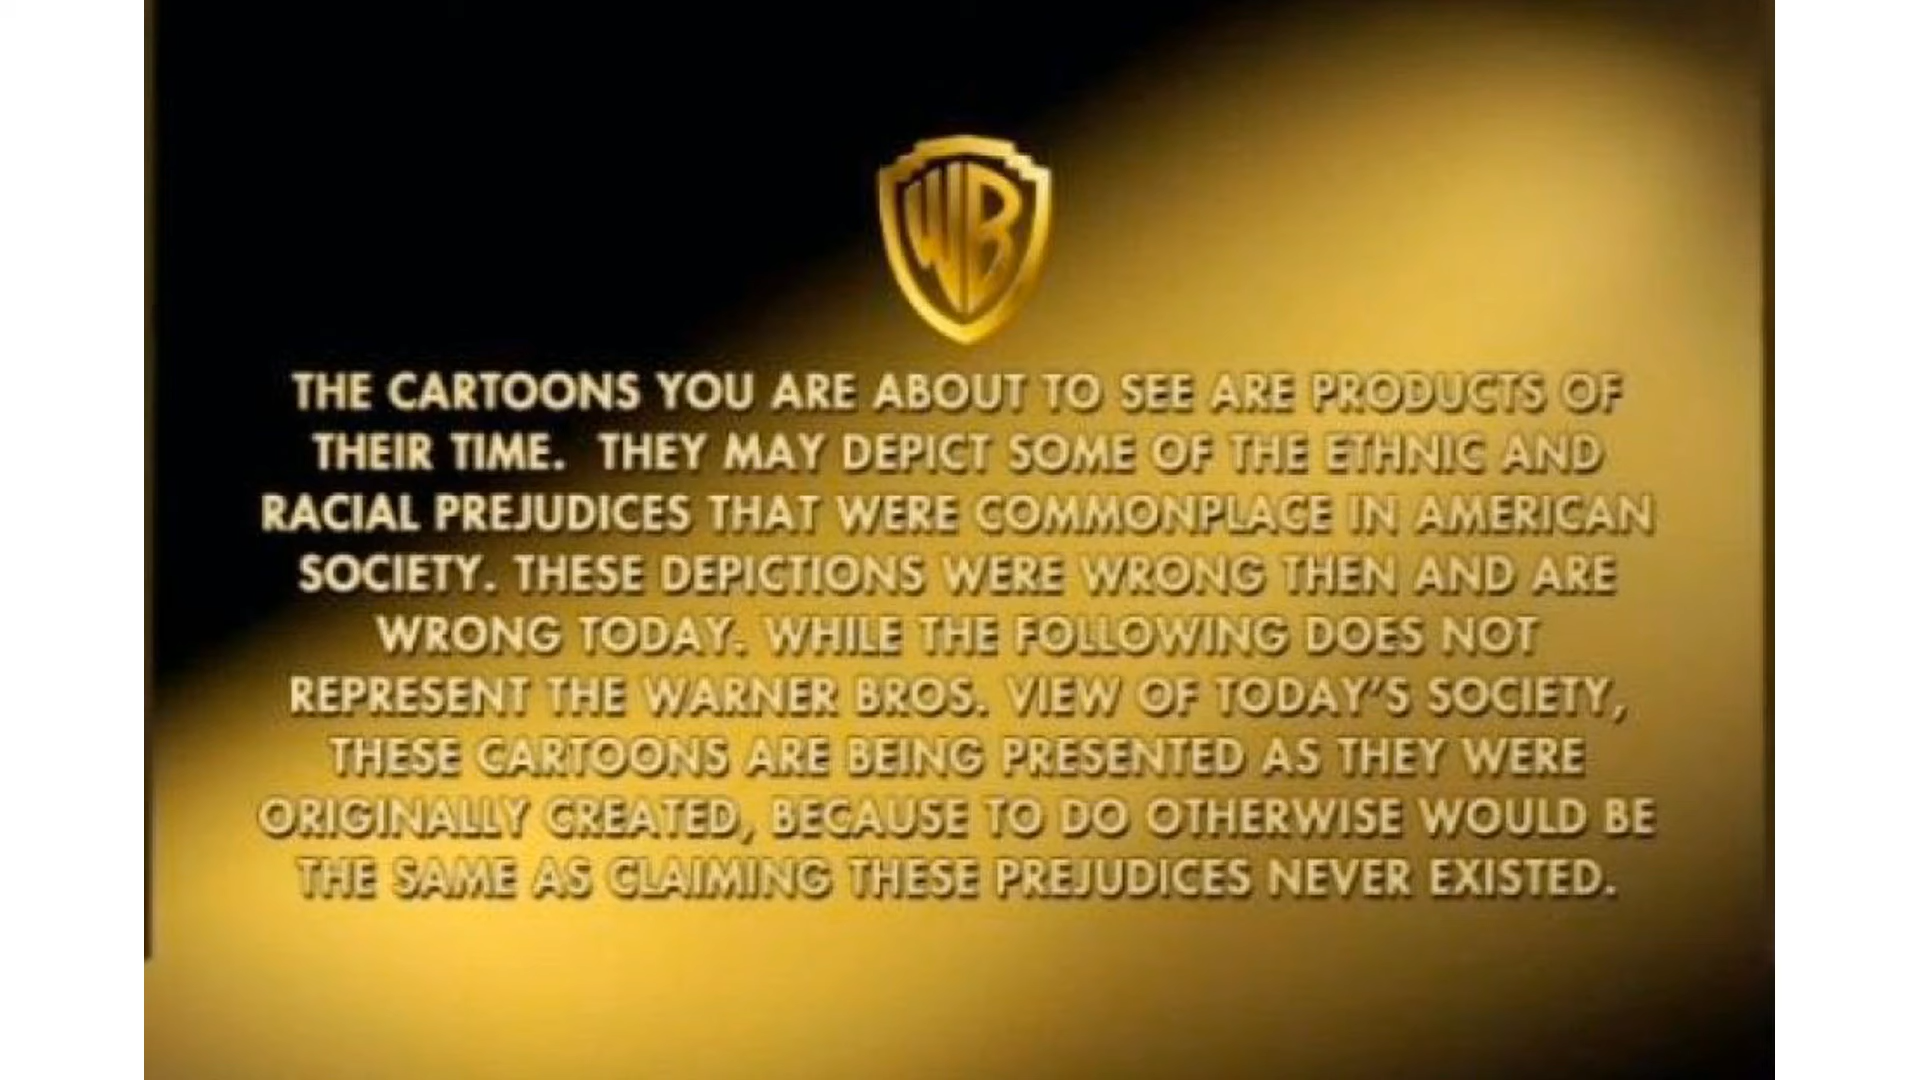 WB
THE CARTOONS YOU ARE ABOUT TO SEE ARE PRODUCTS OF
THEIR TIME. THEY MAY DEPICT SOME OF THE ETHNIC AND
RACIAL PREJUDICES THAT WERE COMMONPLACE IN AMERICAN
SOCIETY. THESE DEPICTIONS WERE WRONG THEN AND ARE
WRONG TODAY. WHILE THE FOLLOWING DOES NOT
REPRESENT THE WARNER BROS. VIEW OF TODAY'S SOCIETY,
THESE CARTOONS ARE BEING PRESENTED AS THEY WERE
ORIGINALLY CREATED, BECAUSE TO DO OTHERWISE WOULD BE
THE SAME AS CLAIMING THESE PREJUDICES NEVER EXISTED.